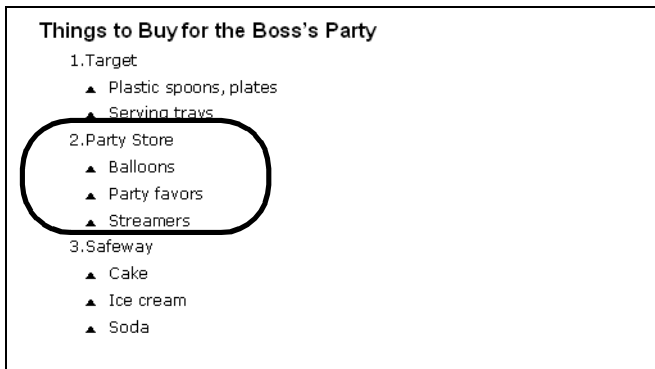 Things to Buy for the Boss's Party
1.Target
▲ Plastic spoons, plates
▲ Serving trays
2.Party Store
▲ Balloons
▲ Party favors
▲ Streamers
3.Safeway
▲ Cake
▲ Ice cream
▲ Soda